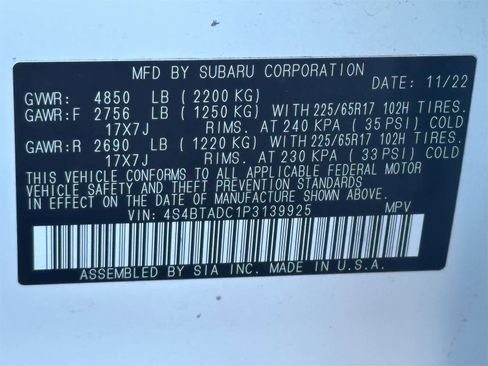 MFD BY SUBARU CORPORATION
DATE: 11/22
GVWR: 4850 LB (2200 KG)
GAWR:F 2756 LB (1250 KG) WITH 225/65R17 102H TIRES.
17X7J RIMS. AT 240 KPA (35 PSI) COLD
GAWR:R 2690 LB (1220 KG) WITH 225/65R17 102H TIRES.
17X7J RIMS. AT 230 KPA (33 PSI) COLD
THIS VEHICLE CONFORMS TO ALL APPLICABLE FEDERAL MOTOR
VEHICLE SAFETY AND THEFT PREVENTION STANDARDS
IN EFFECT ON THE DATE OF MANUFACTURE SHOWN ABOVE.
VIN: 4S4BTADC1P3139925 MPV
ASSEMBLED BY SIA INC. MADE IN U.S.A.